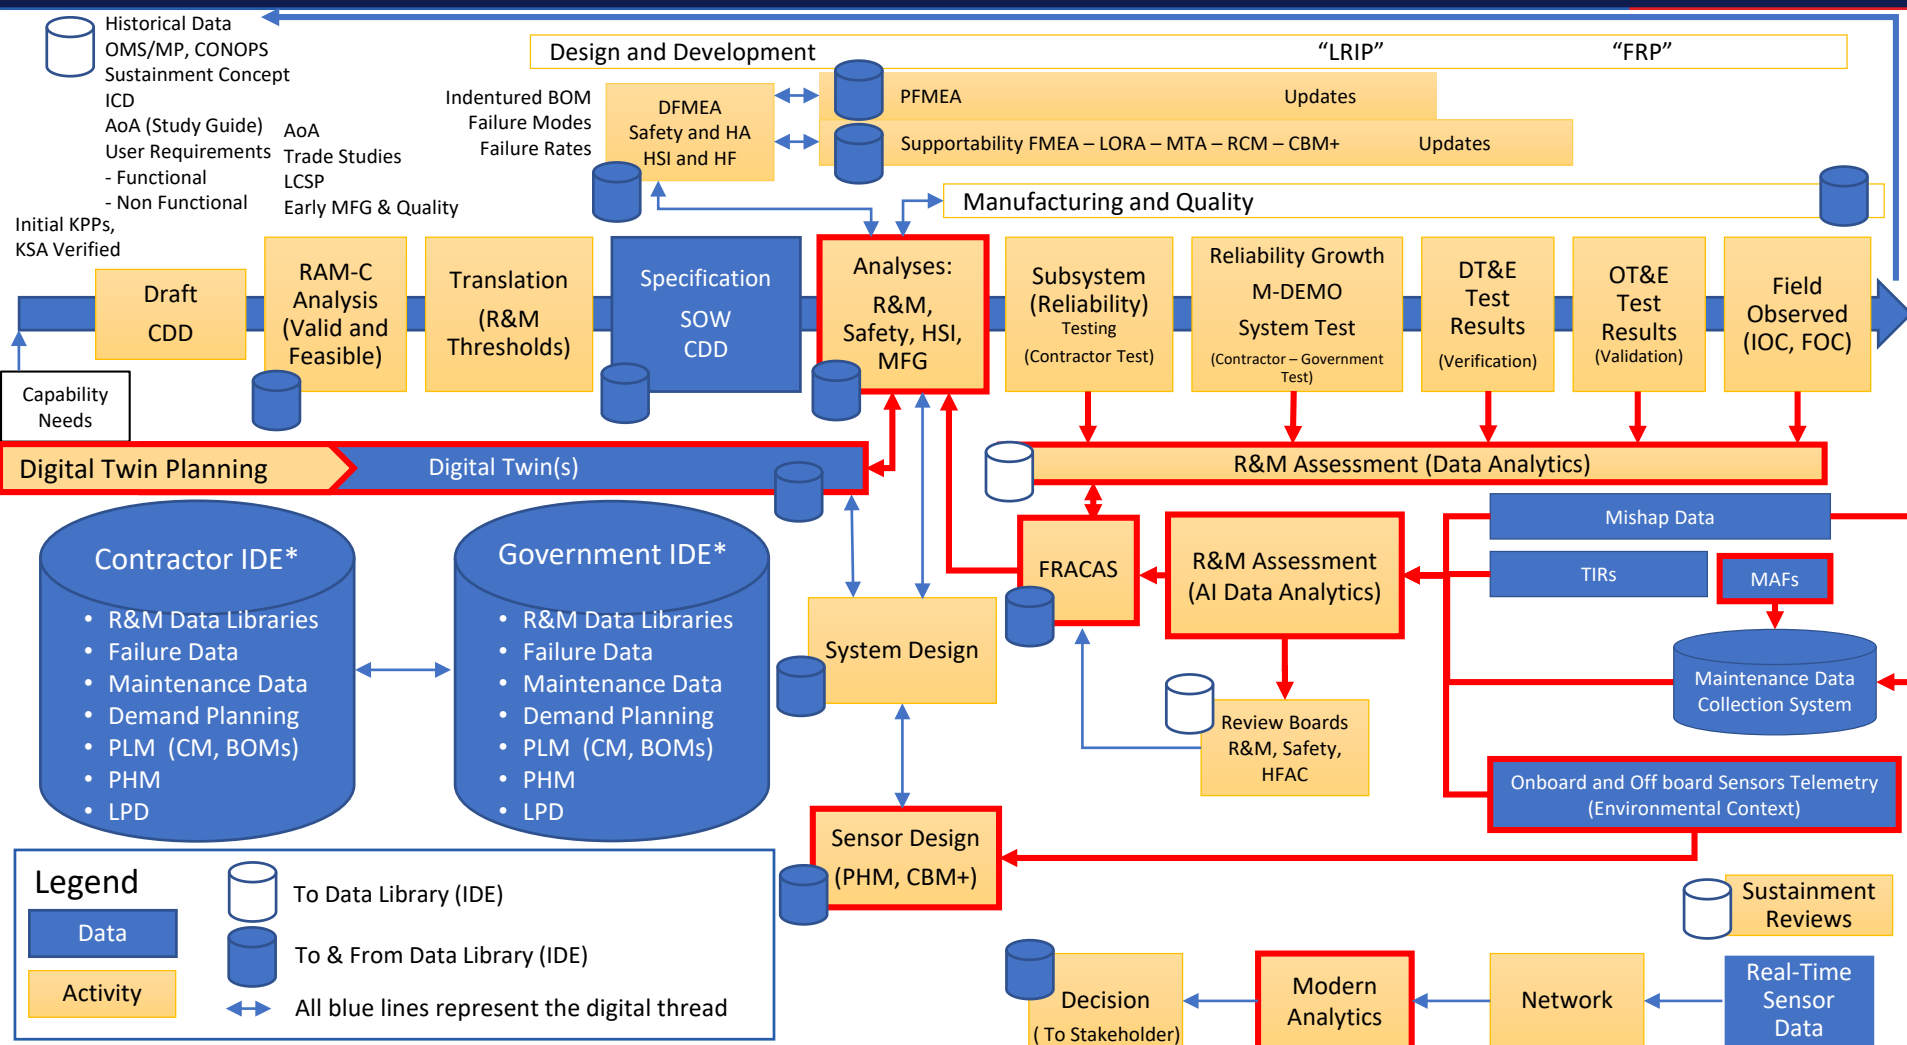 Historical Data
OMS/MP, CONOPS
Sustainment Concept
ICD
AoA (Study Guide)
User Requirements
- Functional
- Non Functional
AoA
Trade Studies
LCSP
Early MFG & Quality
Initial KPPs,
KSA Verified
Design and Development
“LRIP”
“FRP”
Indentured BOM
Failure Modes
Failure Rates
DFMEA
Safety and HA
HSI and HF
PFMEA
Updates
Supportability FMEA – LORA – MTA – RCM – CBM+
Updates
Manufacturing and Quality
Draft
CDD
RAM-C
Analysis
(Valid and
Feasible)
Translation
(R&M
Thresholds)
Specification
SOW
CDD
Analyses:
R&M,
Safety, HSI,
MFG
Subsystem
(Reliability)
Testing
(Contractor Test)
Reliability Growth
M-DEMO
System Test
(Contractor – Government
Test)
DT&E
Test
Results
(Verification)
OT&E
Test
Results
(Validation)
Field
Observed
(IOC, FOC)
Capability
Needs
Digital Twin Planning
Digital Twin(s)
R&M Assessment (Data Analytics)
Contractor IDE*
• R&M Data Libraries
• Failure Data
• Maintenance Data
• Demand Planning
• PLM (CM, BOMs)
• PHM
• LPD
Government IDE*
• R&M Data Libraries
• Failure Data
• Maintenance Data
• Demand Planning
• PLM (CM, BOMs)
• PHM
• LPD
System Design
FRACAS
R&M Assessment
(AI Data Analytics)
Mishap Data
TIRs
MAFs
Maintenance Data
Collection System
Review Boards
R&M, Safety,
HFAC
Onboard and Off board Sensors Telemetry
(Environmental Context)
Sensor Design
(PHM, CBM+)
Legend
Data
Activity
To Data Library (IDE)
To & From Data Library (IDE)
All blue lines represent the digital thread
Sustainment
Reviews
Decision
( To Stakeholder)
Modern
Analytics
Network
Real-Time
Sensor
Data